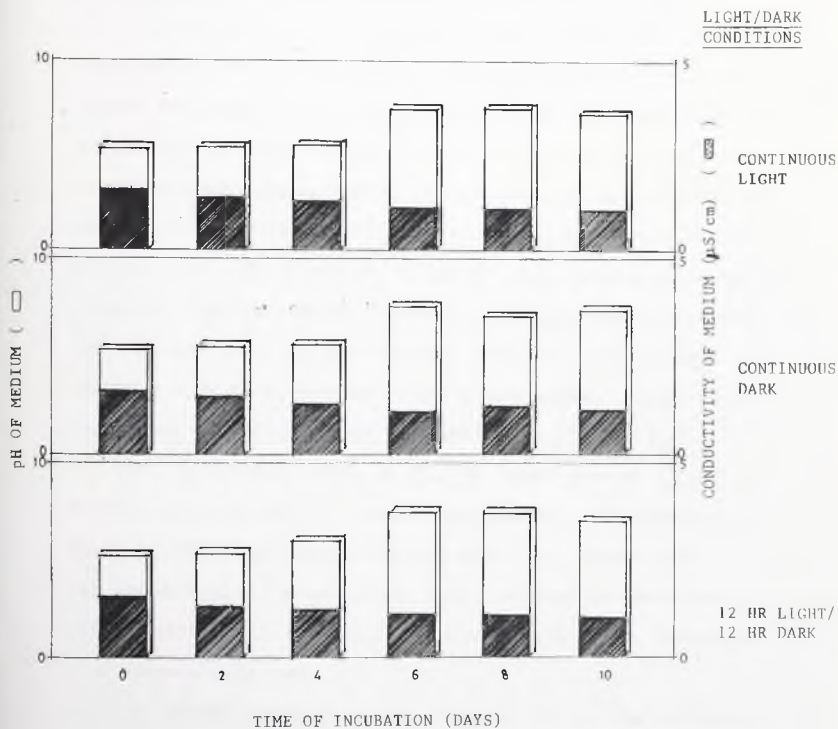 LIGHT/DARK
CONDITIONS
10
5
CONTINUOUS
LIGHT
0
0
10
5
CONTINUOUS
DARK
0
0
10
5
12 HR LIGHT/
12 HR DARK
0
0
pH OF MEDIUM ( )
CONDUCTIVITY OF MEDIUM (µS/cm) ( )
0 2 4 6 8 10
TIME OF INCUBATION (DAYS)